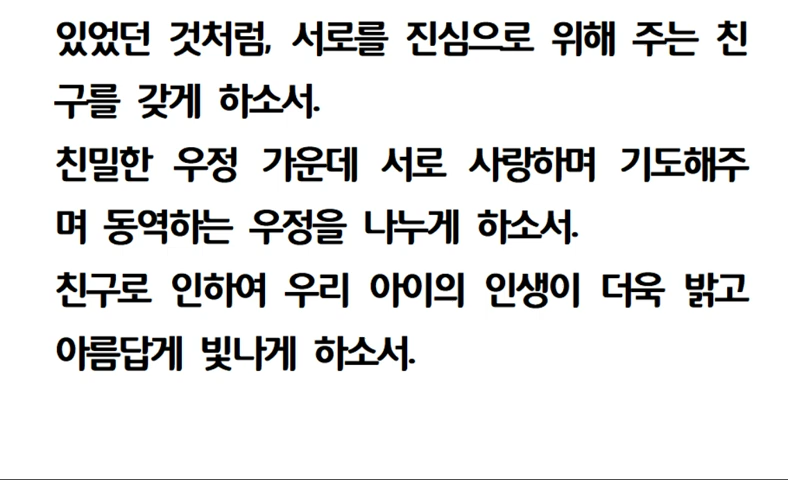 있었던 것처럼, 서로를 진심으로 위해 주는 친
구를 갖게 하소서.
친밀한 우정 가운데 서로 사랑하며 기도해주
며 동역하는 우정을 나누게 하소서.
친구로 인하여 우리 아이의 인생이 더욱 밝고
아름답게 빛나게 하소서.